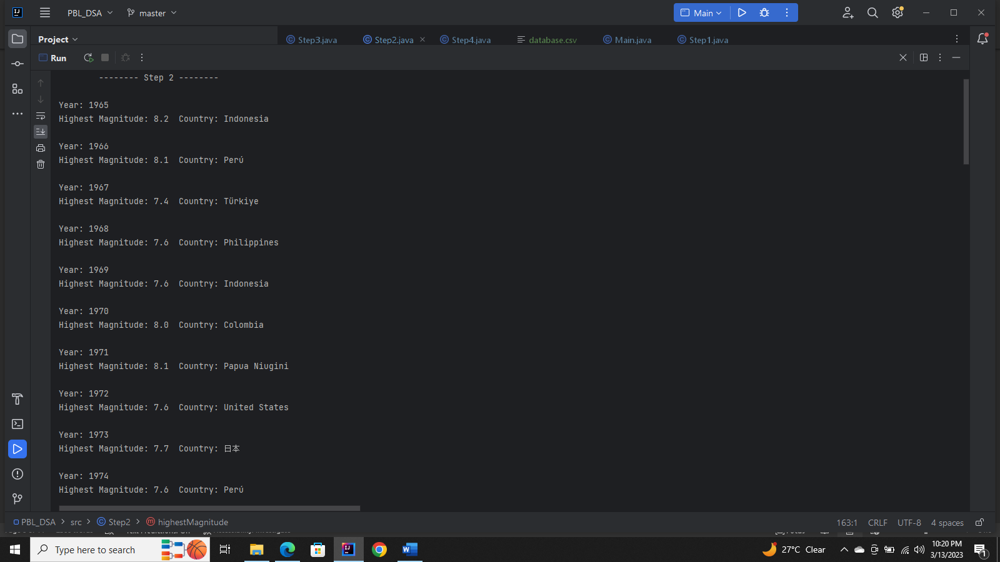 PBL_DSA master Main
Project Step3.java Step2.java Step4.java database.csv Main.java Step1.java
Run
-------- Step 2 --------
Year: 1965
Highest Magnitude: 8.2 Country: Indonesia
Year: 1966
Highest Magnitude: 8.1 Country: Perú
Year: 1967
Highest Magnitude: 7.4 Country: Türkiye
Year: 1968
Highest Magnitude: 7.6 Country: Philippines
Year: 1969
Highest Magnitude: 7.6 Country: Indonesia
Year: 1970
Highest Magnitude: 8.0 Country: Colombia
Year: 1971
Highest Magnitude: 8.1 Country: Papua Niugini
Year: 1972
Highest Magnitude: 7.6 Country: United States
Year: 1973
Highest Magnitude: 7.7 Country: 日本
Year: 1974
Highest Magnitude: 7.6 Country: Perú
PBL_DSA > src > Step2 > highestMagnitude 163:1 CRLF UTF-8 4 spaces
Type here to search 27°C Clear 10:20 PM
3/13/2023 1